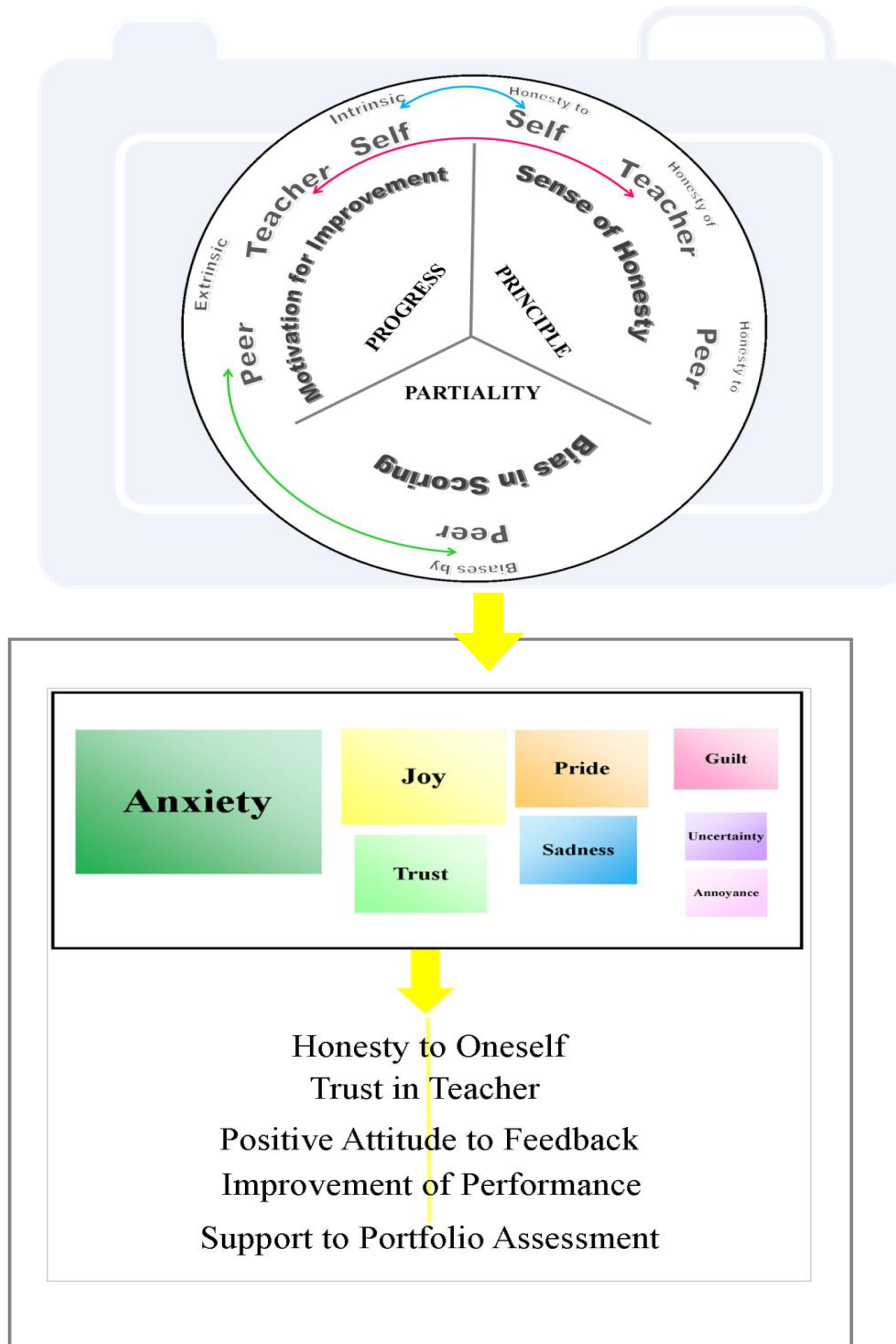 Intrinsic
Self
Teacher
Extrinsic
Peer
Motivation for Improvement
PROGRESS
Honesty to
Self
Honesty of
Teacher
Honesty to
Peer
Sense of Honesty
PRINCIPLE
PARTIALITY
Bias in Scoring
Peer
Biases by
Anxiety
Joy
Pride
Guilt
Trust
Sadness
Uncertainty
Annoyance
Honesty to Oneself
Trust in Teacher
Positive Attitude to Feedback
Improvement of Performance
Support to Portfolio Assessment